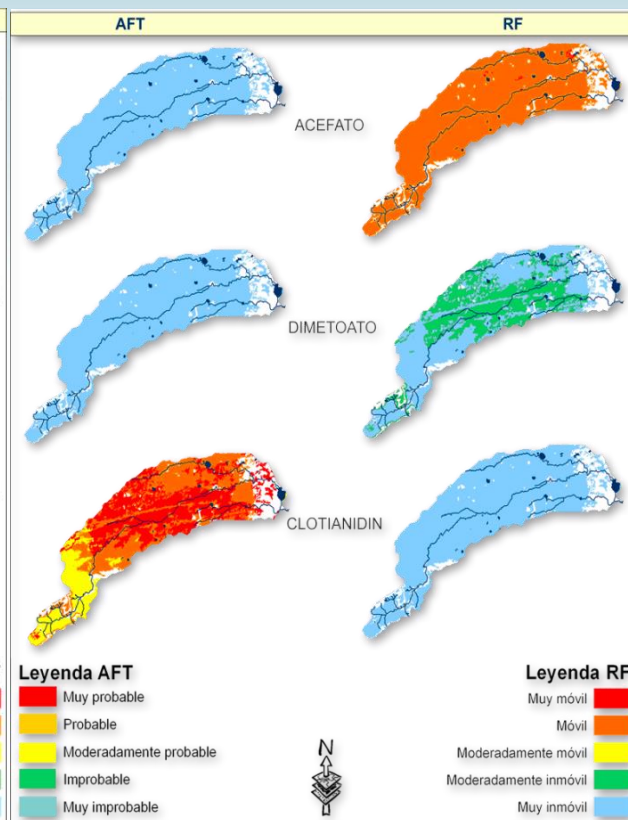 AFT
RF
ACEFATO
DIMETOATO
CLOTIANIDIN
Leyenda AFT
Muy probable
Probable
Moderadamente probable
Improbable
Muy improbable
N
Leyenda RF
Muy móvil
Móvil
Moderadamente móvil
Moderadamente inmóvil
Muy inmóvil